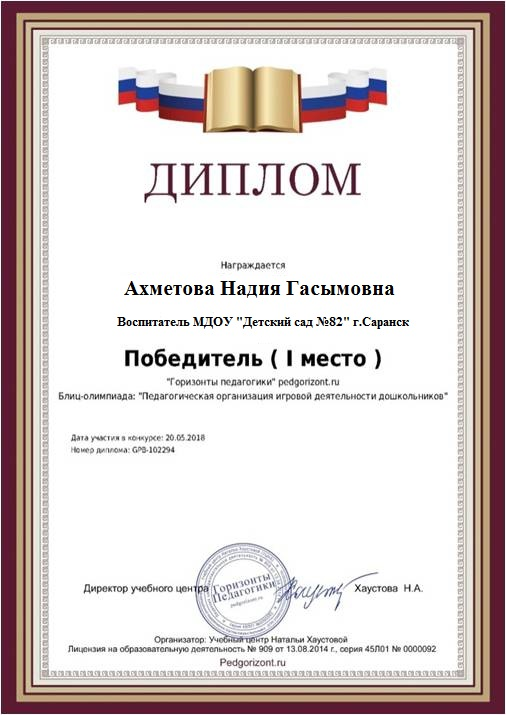 ДИПЛОМ
Награждается
Ахметова Надия Гасымовна
Воспитатель МДОУ "Детский сад №82" г.Саранск
Победитель ( I место )
"Горизонты педагогики" pedgorizont.ru
Блиц-олимпиада: "Педагогическая организация игровой деятельности дошкольников"
Дата участия в конкурсе: 20.05.2018
Номер диплома: GPB-102294
Горизонты
Педагогики
pedgorizont.ru
Директор учебного центра Хаустова Н.А.
Организатор: Учебный центр Натальи Хаустовой
Лицензия на образовательную деятельность № 909 от 13.08.2014 г., серия 45Л01 № 0000092
Pedgorizont.ru